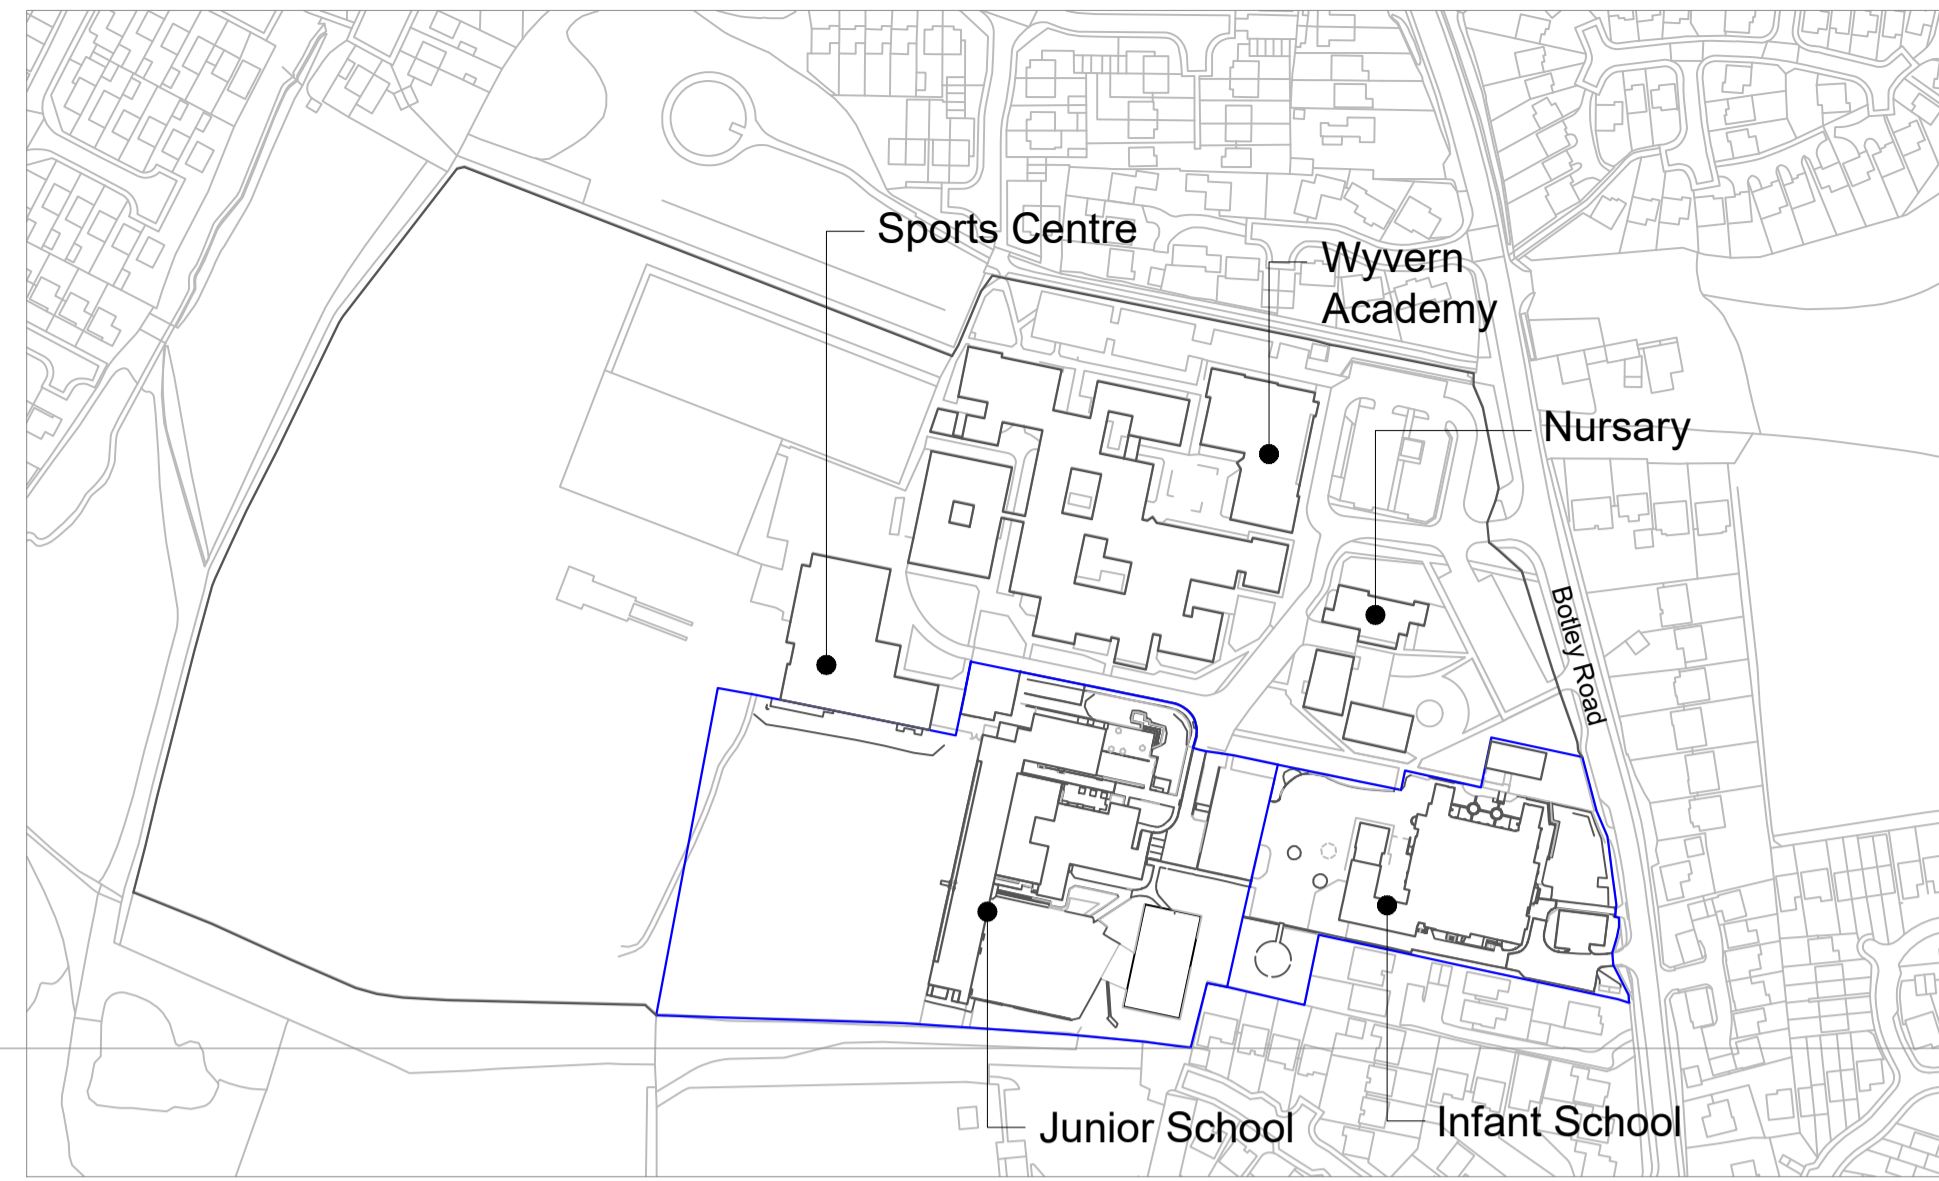 Sports Centre
Wyvern
Academy
Nursary
Botley Road
Junior School
Infant School